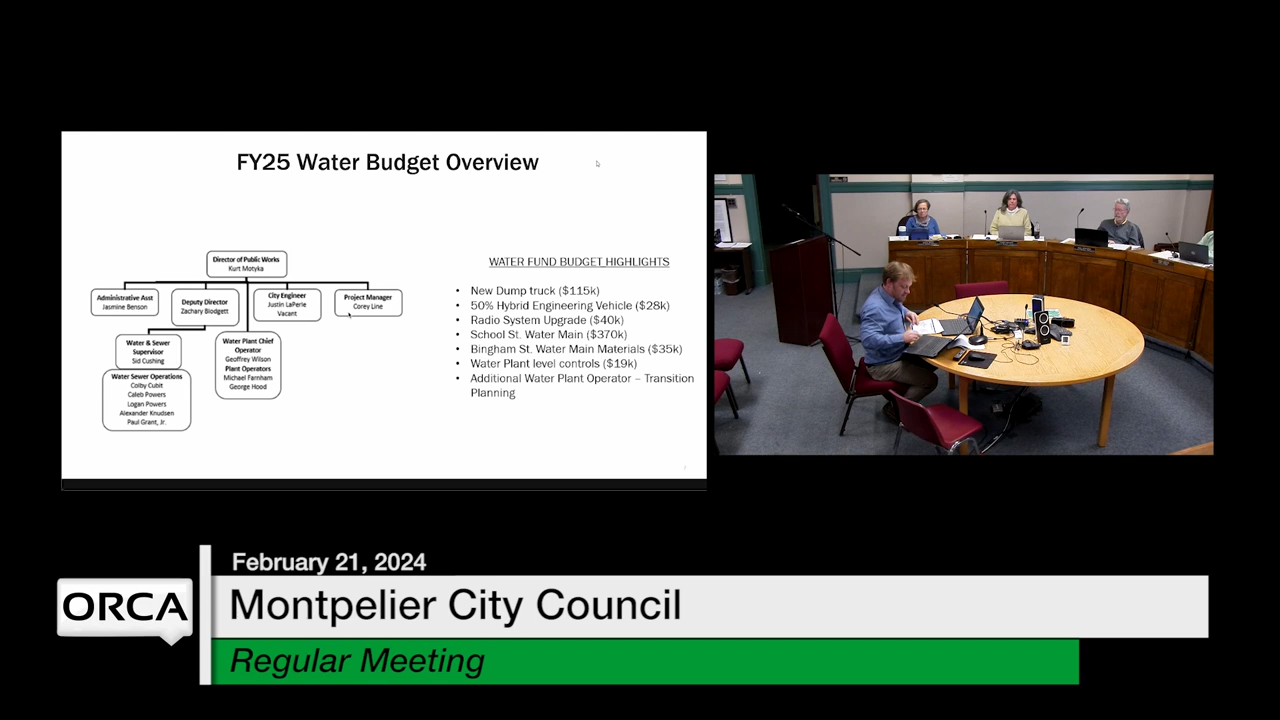 FY25 Water Budget Overview
Director of Public Works
Kurt Motyka
Administrative Asst
Jasmine Benson
Deputy Director
Zachary Blodgett
City Engineer
Justin LaPerle
Vacant
Project Manager
Corey Line
Water & Sewer
Supervisor
Sid Cushing
Water Plant Chief
Operator
Geoffrey Wilson
Plant Operators
Michael Farnham
George Hood
Water Sewer Operations
Colby Cubit
Caleb Powers
Logan Powers
Alexander Knudsen
Paul Grant, Jr.
WATER FUND BUDGET HIGHLIGHTS
• New Dump truck ($115k)
• 50% Hybrid Engineering Vehicle ($28k)
• Radio System Upgrade ($40k)
• School St. Water Main ($370k)
• Bingham St. Water Main Materials ($35k)
• Water Plant level controls ($19k)
• Additional Water Plant Operator – Transition
Planning
February 21, 2024
ORCA
Montpelier City Council
Regular Meeting